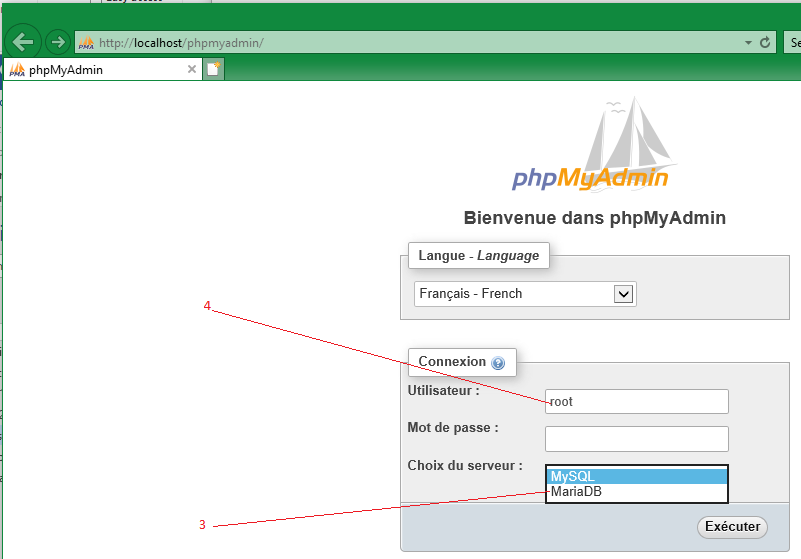 http://localhost/phpmyadmin/
Se
PMA
phpMyAdmin
phpMyAdmin
Bienvenue dans phpMyAdmin
Langue - Language
Français - French
4
Connexion
Utilisateur :
root
Mot de passe :
Choix du serveur :
MySQL
MariaDB
3
Exécuter